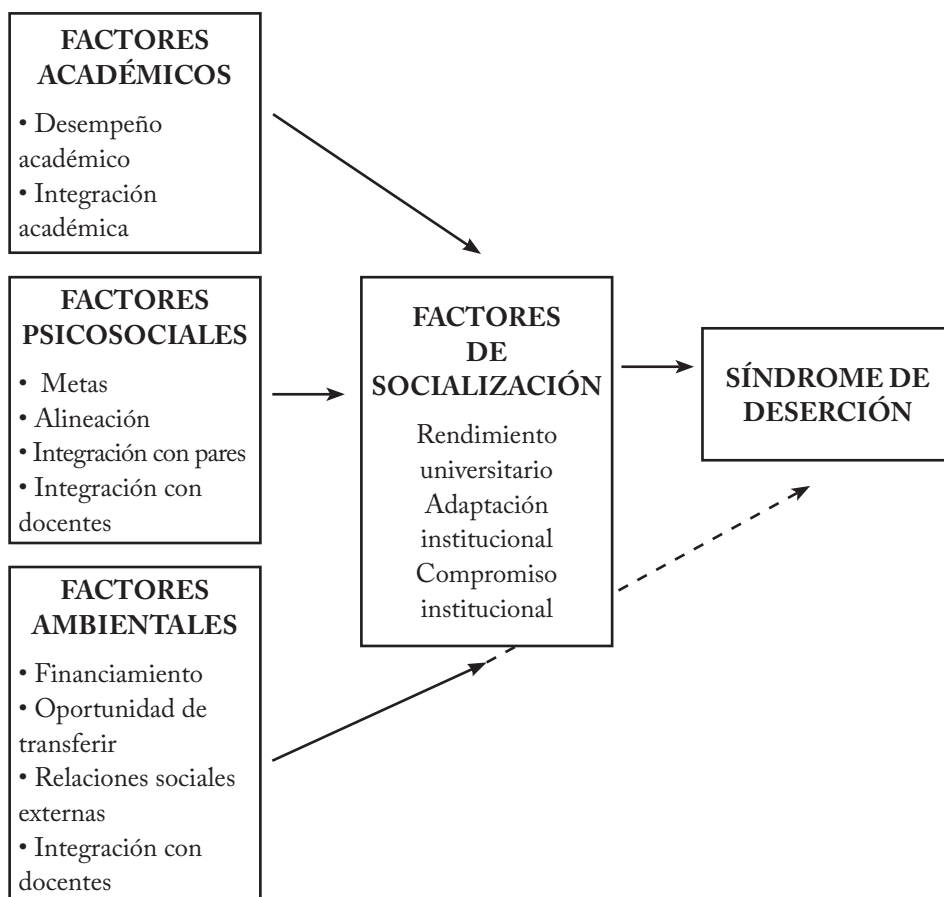 FACTORES
ACADÉMICOS
• Desempeño
académico
• Integración
académica
FACTORES
PSICOSOCIALES
• Metas
• Alineación
• Integración con pares
• Integración con
docentes
FACTORES
AMBIENTALES
• Financiamiento
• Oportunidad de
transferir
• Relaciones sociales
externas
• Integración con
docentes
FACTORES
DE
SOCIALIZACIÓN
Rendimiento
universitario
Adaptación
institucional
Compromiso
institucional
SÍNDROME DE
DESERCIÓN